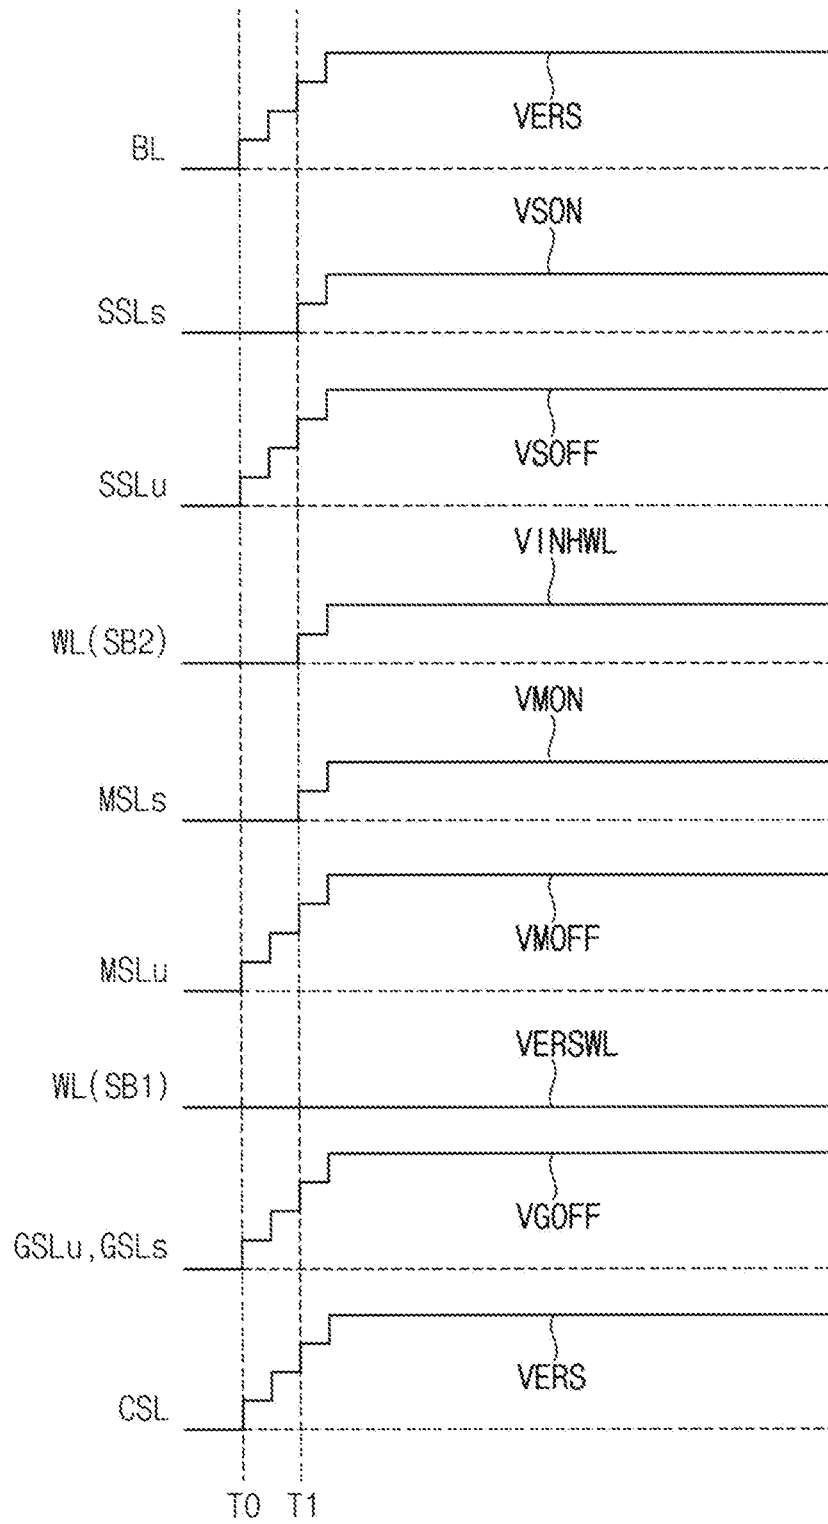 VERS
BL
VSON
SSLs
VSOFF
SSLu
VINHWL
WL(SB2)
VMON
MSLs
VMOFF
MSLu
VERSWL
WL(SB1)
VGOFF
GSLu,GSLs
VERS
CSL
T0 T1